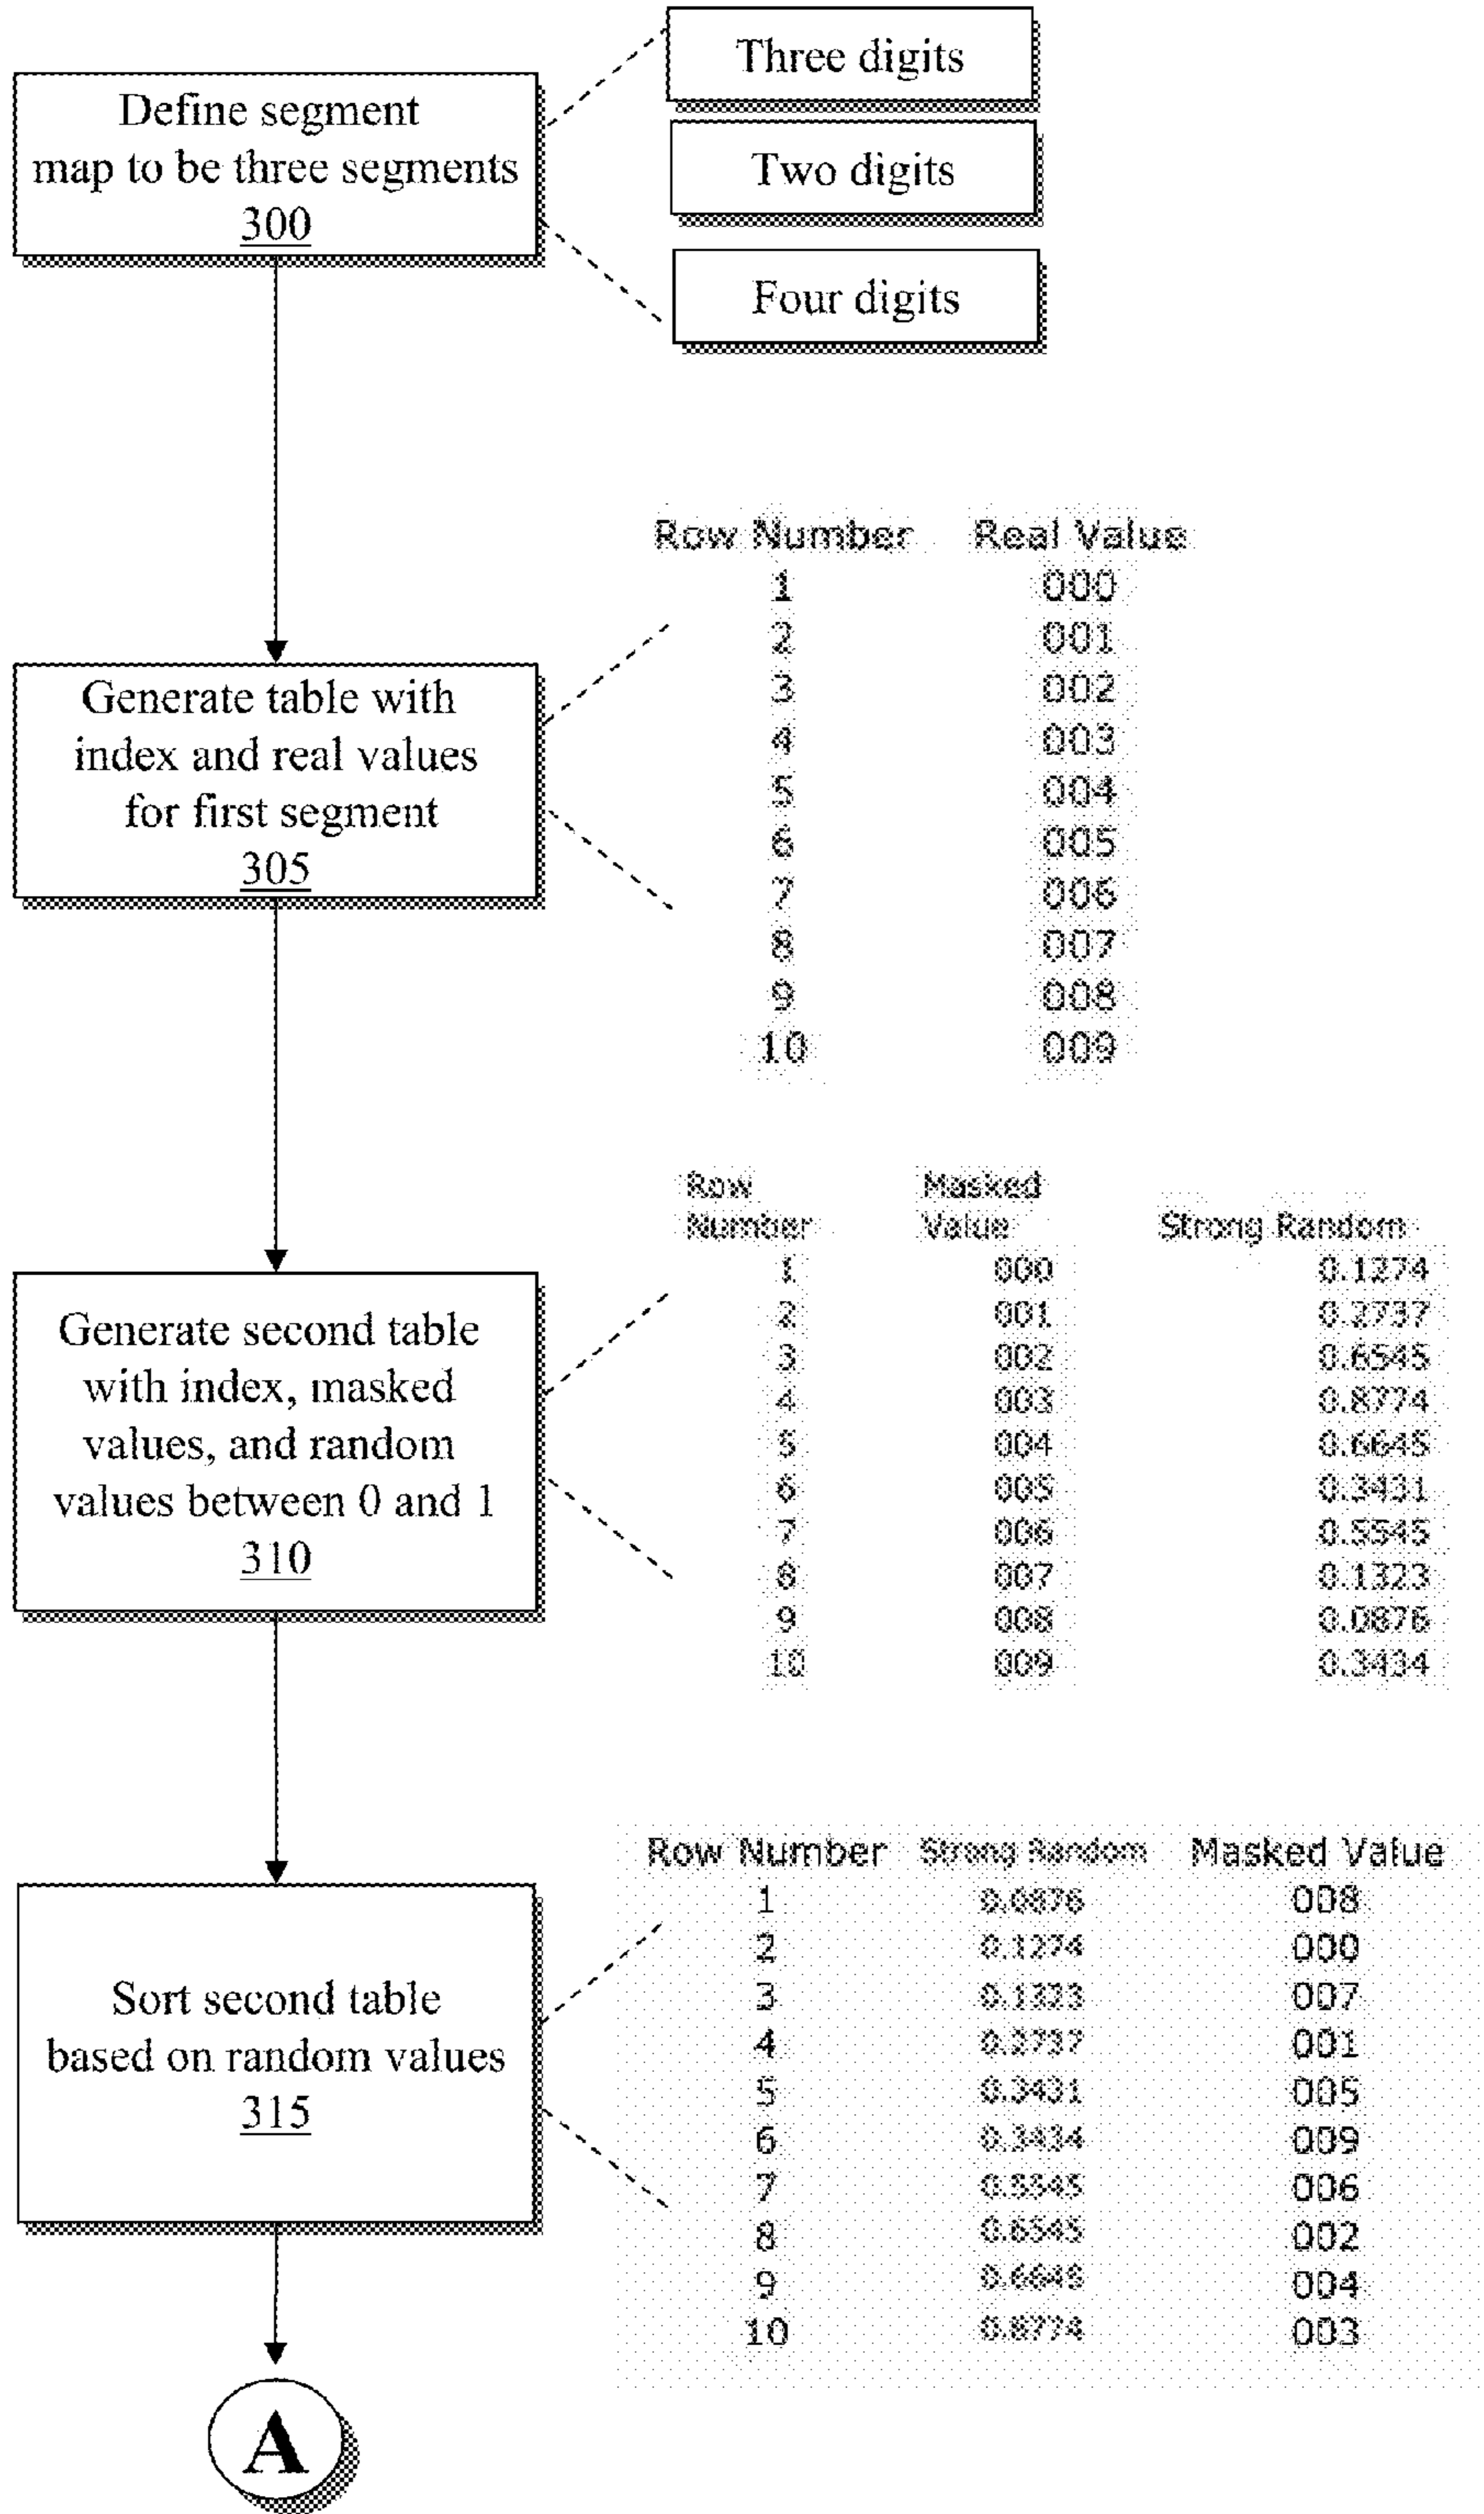 Three digits
Define segment
map to be three segments
300
Two digits
Four digits
Row Number Real Value
1 000
2 001
3 002
4 003
5 004
6 005
7 006
8 007
9 008
10 009
Generate table with
index and real values
for first segment
305
Row Masked
Number Value Strong Random
1 000 0.1274
2 001 0.2737
3 002 0.6545
4 003 0.8774
5 004 0.6645
6 005 0.3431
7 006 0.5545
8 007 0.1323
9 008 0.0876
10 009 0.3434
Generate second table
with index, masked
values, and random
values between 0 and 1
310
Row Number Strong Random Masked Value
1 0.0876 008
2 0.1274 000
3 0.1323 007
4 0.2737 001
5 0.3431 005
6 0.3434 009
7 0.5545 006
8 0.6545 002
9 0.6645 004
10 0.8774 003
Sort second table
based on random values
315
A